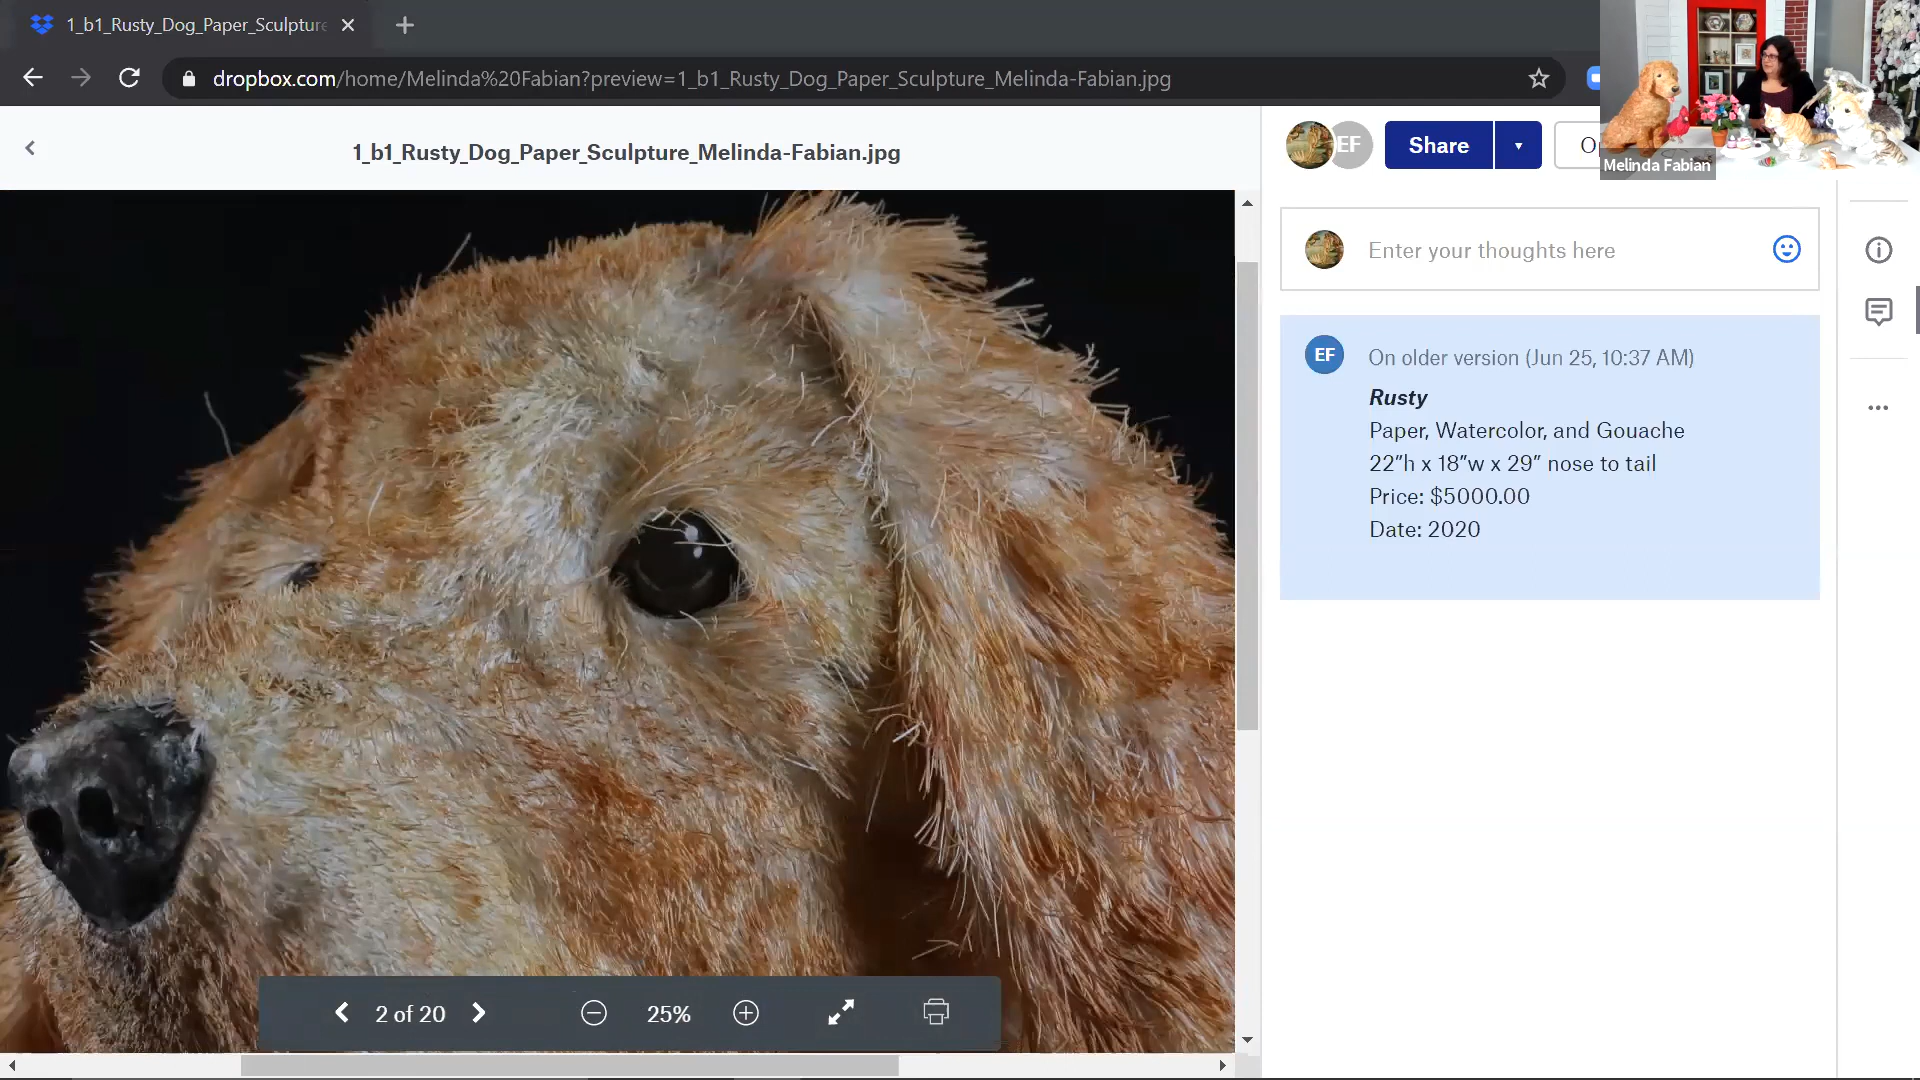 1_b1_Rusty_Dog_Paper_Sculpture
dropbox.com/home/Melinda%20Fabian?preview=1_b1_Rusty_Dog_Paper_Sculpture_Melinda-Fabian.jpg
1_b1_Rusty_Dog_Paper_Sculpture_Melinda-Fabian.jpg
EF
Share
Melinda Fabian
Enter your thoughts here
EF
On older version (Jun 25, 10:37 AM)
Rusty
Paper, Watercolor, and Gouache
22”h x 18”w x 29” nose to tail
Price: $5000.00
Date: 2020
2 of 20
25%